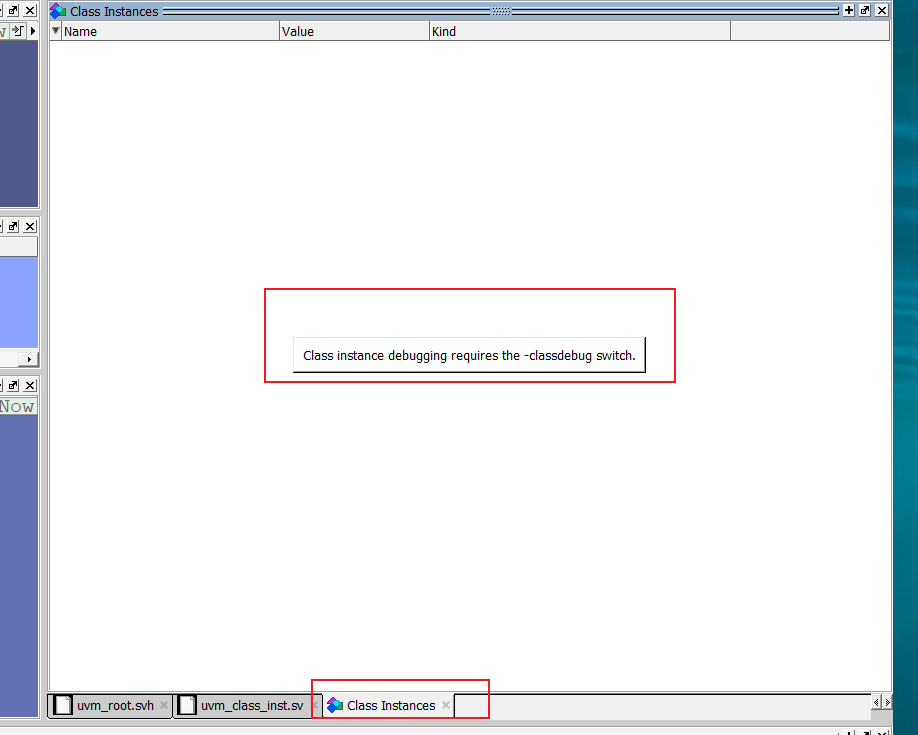 Class Instances
Name Value Kind
Class instance debugging requires the -classdebug switch.
Now
uvm_root.svh uvm_class_inst.sv Class Instances